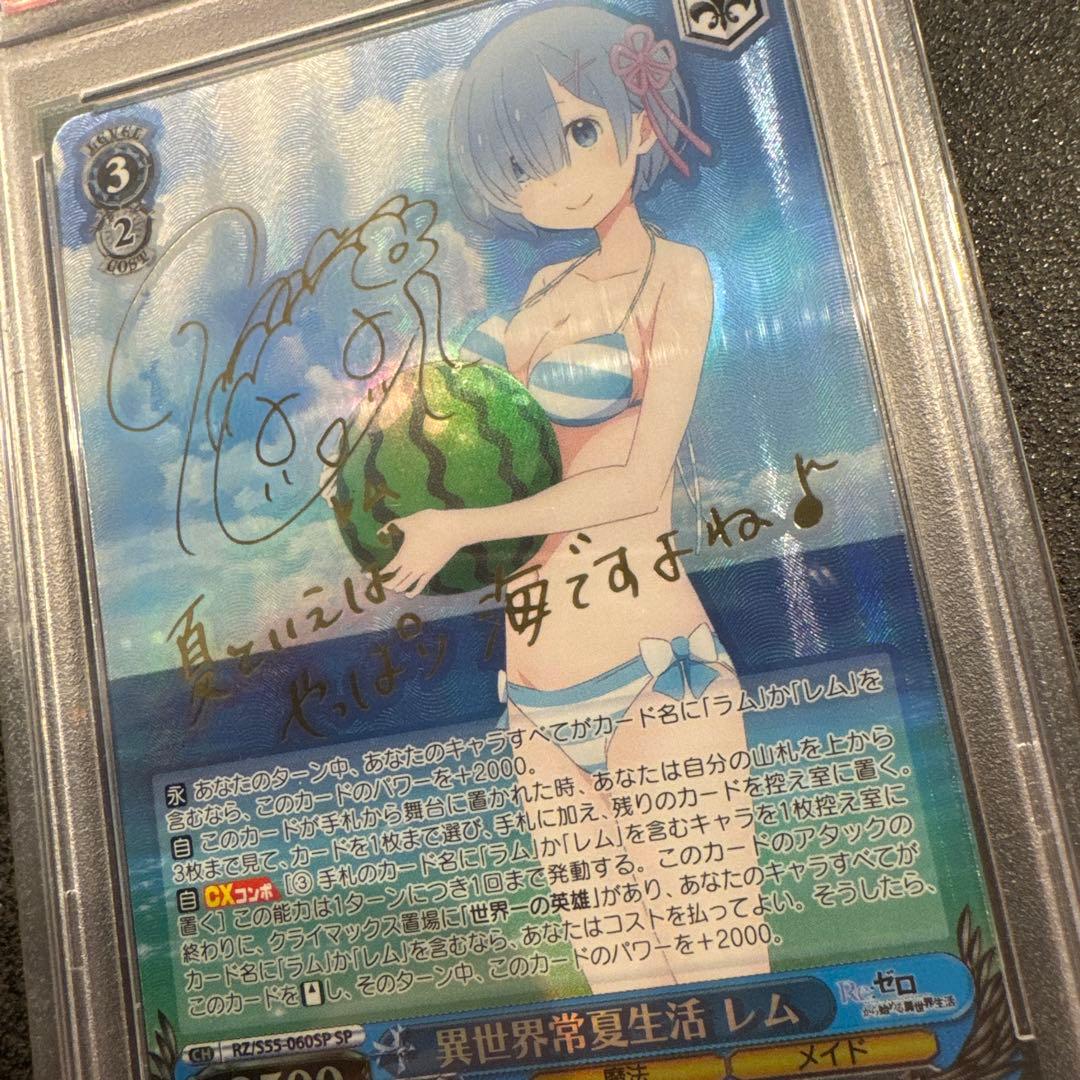 LEVEL
3
2
COST
夏といえば
やっぱり海ですよね♪
永 あなたのターン中、あなたのキャラすべてがカード名に「ラム」か「レム」を
含むなら、このカードのパワーを+2000。
自 このカードが手札から舞台に置かれた時、あなたは自分の山札を上から
3枚まで見て、カードを1枚まで選び、手札に加え、残りのカードを控え室に置く。
自 CXコンボ [③ 手札のカード名に「ラム」か「レム」を含むキャラを1枚控え室に
置く] この能力は1ターンにつき1回まで発動する。このカードのアタックの
終わりに、クライマックス置場に「世界一の英雄」があり、あなたのキャラすべてが
カード名に「ラム」か「レム」を含むなら、あなたはコストを払ってよい。そうしたら、
このカードをし、そのターン中、このカードのパワーを+2000。
Re:ゼロ
から始める異世界生活
CH RZ/S55-060SP SP
異世界常夏生活 レム
魔法 メイド